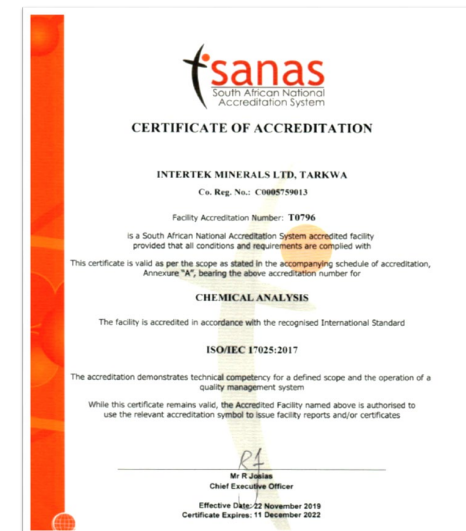 sanas
South African National
Accreditation System
CERTIFICATE OF ACCREDITATION
INTERTEK MINERALS LTD, TARKWA
Co. Reg. No.: C0005759013
Facility Accreditation Number: T0796
is a South African National Accreditation System accredited facility
provided that all conditions and requirements are complied with
This certificate is valid as per the scope as stated in the accompanying schedule of accreditation,
Annexure "A", bearing the above accreditation number for
CHEMICAL ANALYSIS
The facility is accredited in accordance with the recognised International Standard
ISO/IEC 17025:2017
The accreditation demonstrates technical competency for a defined scope and the operation of a
quality management system
While this certificate remains valid, the Accredited Facility named above is authorised to
use the relevant accreditation symbol to issue facility reports and/or certificates
Mr R Josias
Chief Executive Officer
Effective Date: 22 November 2019
Certificate Expires: 11 December 2022